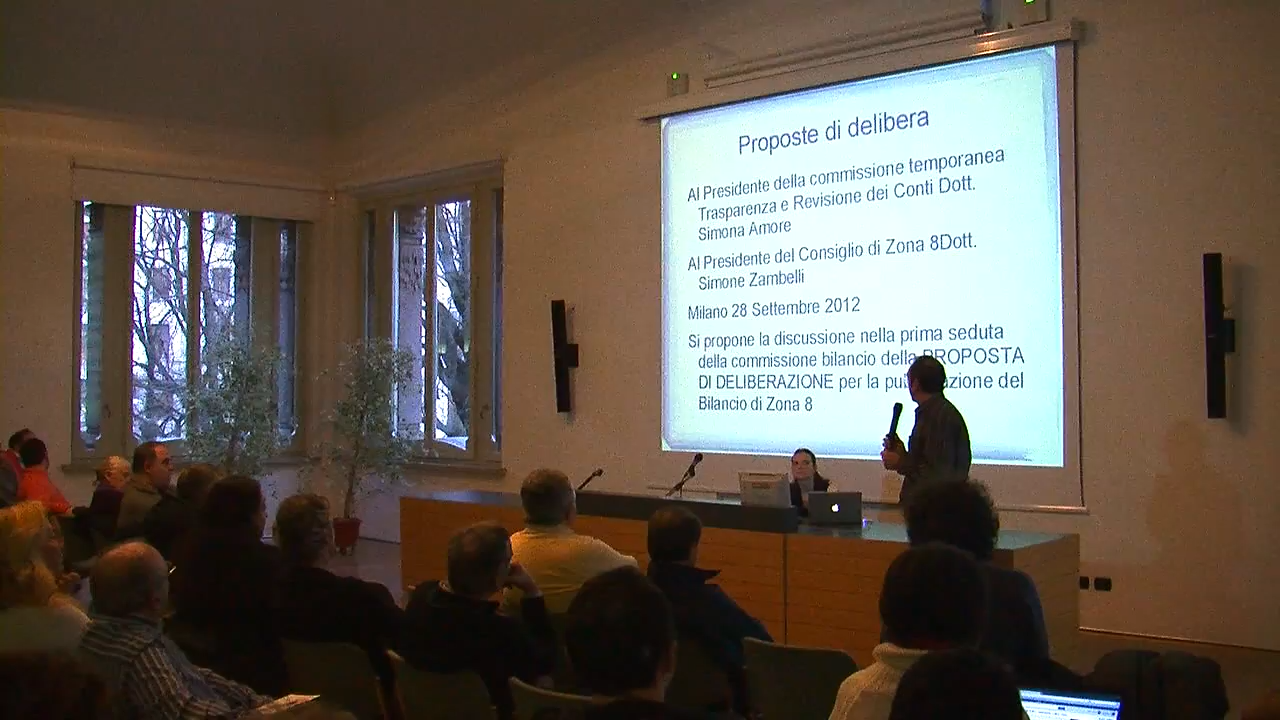 Proposte di delibera
Al Presidente della commissione temporanea
Trasparenza e Revisione dei Conti Dott.
Simona Amore
Al Presidente del Consiglio di Zona 8Dott.
Simone Zambelli
Milano 28 Settembre 2012
Si propone la discussione nella prima seduta
della commissione bilancio della PROPOSTA
DI DELIBERAZIONE per la del
Bilancio di Zona 8